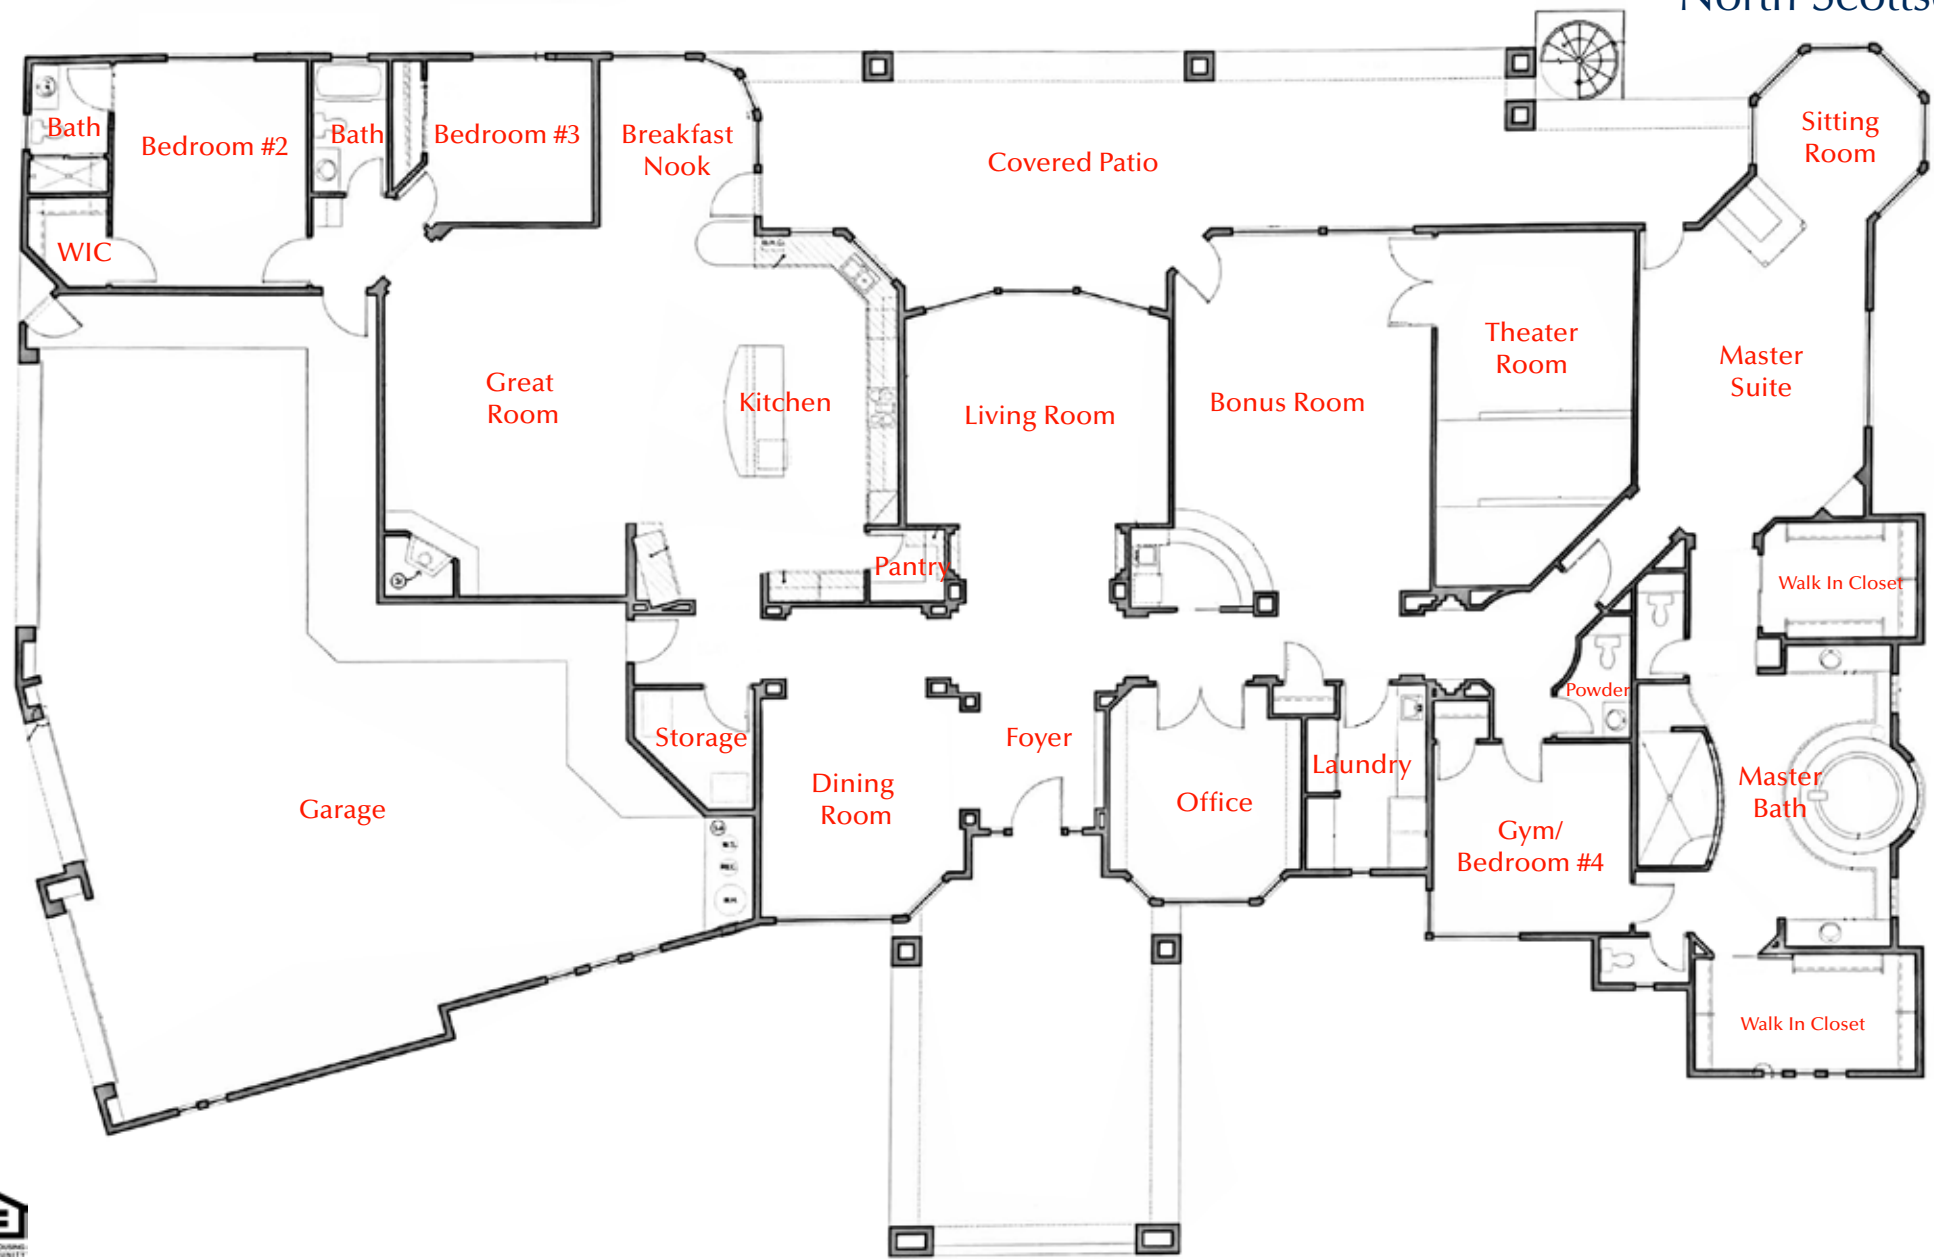 North Scotts
Bath
Bedroom #2
Bath
Bedroom #3
Breakfast
Nook
Covered Patio
Sitting
Room
WIC
Great
Room
Kitchen
Living Room
Bonus Room
Theater
Room
Master
Suite
Pantry
Walk In Closet
Powder
Storage
Foyer
Dining
Room
Office
Laundry
Gym/
Bedroom #4
Master
Bath
Garage
Walk In Closet